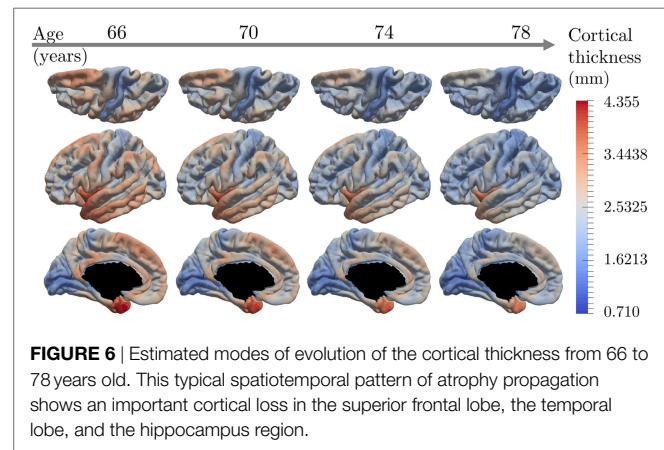 Age 66 70 74 78
(years)
Cortical
thickness
(mm)
4.355
3.4438
2.5325
1.6213
0.710
FIGURE 6 | Estimated modes of evolution of the cortical thickness from 66 to
78 years old. This typical spatiotemporal pattern of atrophy propagation
shows an important cortical loss in the superior frontal lobe, the temporal
lobe, and the hippocampus region.